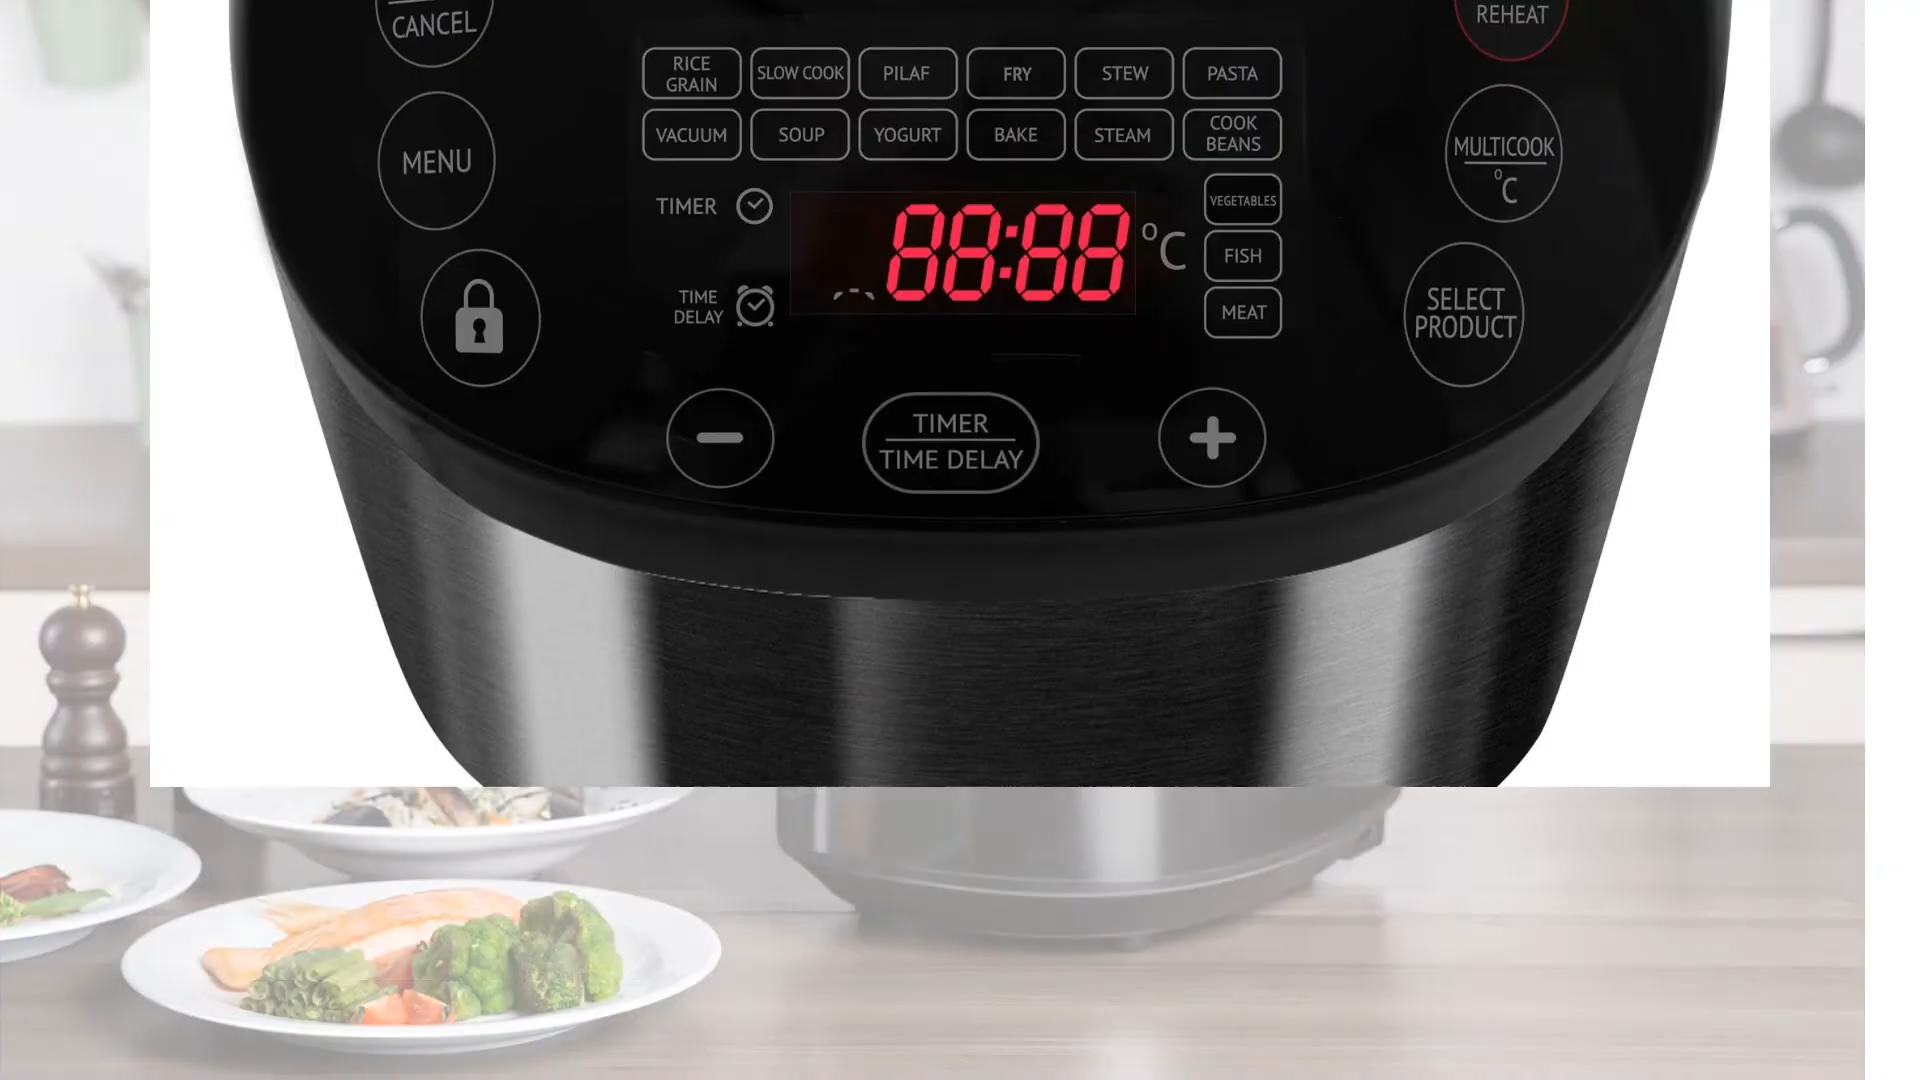 CANCEL
REHEAT
RICE
GRAIN
SLOW COOK
PILAF
FRY
STEW
PASTA
VACUUM
SOUP
YOGURT
BAKE
STEAM
COOK
BEANS
MENU
MULTICOOK
°C
TIMER
88:88
°C
VEGETABLES
FISH
MEAT
TIME
DELAY
SELECT
PRODUCT
TIMER
TIME DELAY